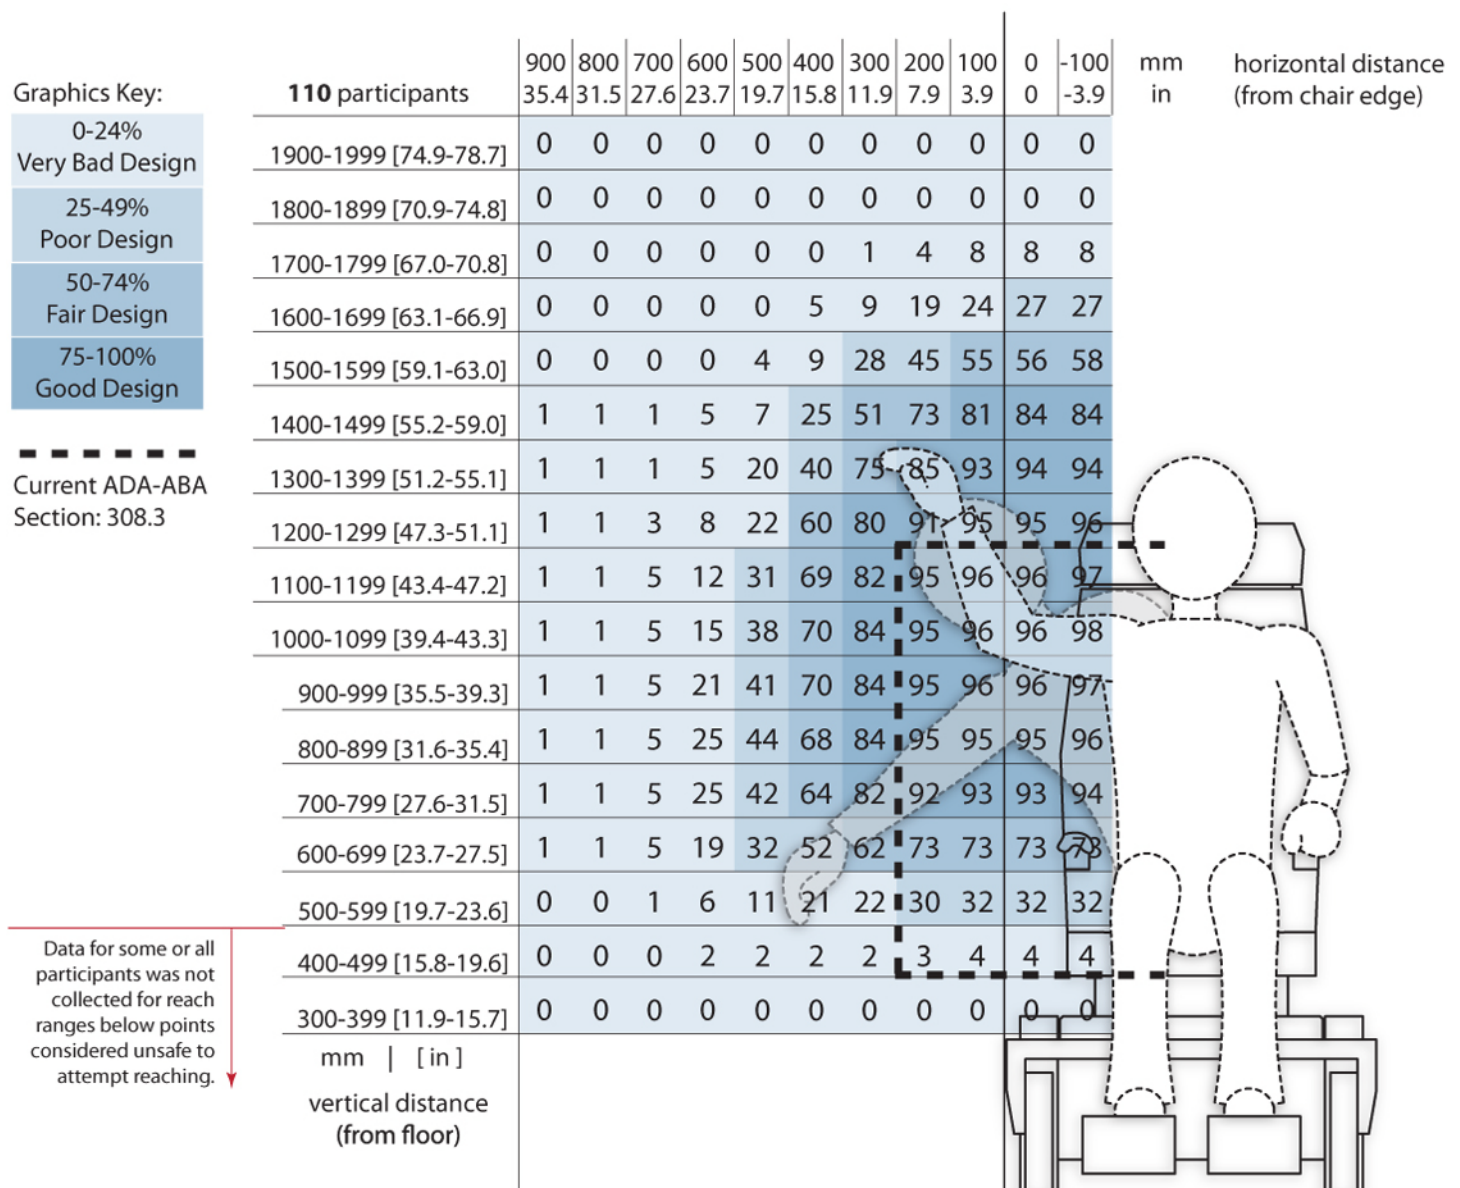 900 800 700 600 500 400 300 200 100 0 -100 mm horizontal distance
Graphics Key: 110 participants 35.4 31.5 27.6 23.7 19.7 15.8 11.9 7.9 3.9 0 -3.9 in (from chair edge)
0-24%
Very Bad Design
25-49%
Poor Design
50-74%
Fair Design
75-100%
Good Design
Current ADA-ABA
Section: 308.3
1900-1999 [74.9-78.7] 0 0 0 0 0 0 0 0 0 0 0
1800-1899 [70.9-74.8] 0 0 0 0 0 0 0 0 0 0 0
1700-1799 [67.0-70.8] 0 0 0 0 0 0 1 4 8 8 8
1600-1699 [63.1-66.9] 0 0 0 0 0 5 9 19 24 27 27
1500-1599 [59.1-63.0] 0 0 0 0 4 9 28 45 55 56 58
1400-1499 [55.2-59.0] 1 1 1 5 7 25 51 73 81 84 84
1300-1399 [51.2-55.1] 1 1 1 5 20 40 75 85 93 94 94
1200-1299 [47.3-51.1] 1 1 3 8 22 60 80 91 95 95 96
1100-1199 [43.4-47.2] 1 1 5 12 31 69 82 95 96 96 97
1000-1099 [39.4-43.3] 1 1 5 15 38 70 84 95 96 96 98
900-999 [35.5-39.3] 1 1 5 21 41 70 84 95 96 96 97
800-899 [31.6-35.4] 1 1 5 25 44 68 84 95 95 95 96
700-799 [27.6-31.5] 1 1 5 25 42 64 82 92 93 93 94
600-699 [23.7-27.5] 1 1 5 19 32 52 62 73 73 73 73
500-599 [19.7-23.6] 0 0 1 6 11 21 22 30 32 32 32
400-499 [15.8-19.6] 0 0 0 2 2 2 2 3 4 4 4
300-399 [11.9-15.7] 0 0 0 0 0 0 0 0 0 0 0
mm | [ in ]
vertical distance
(from floor)
Data for some or all
participants was not
collected for reach
ranges below points
considered unsafe to
attempt reaching.